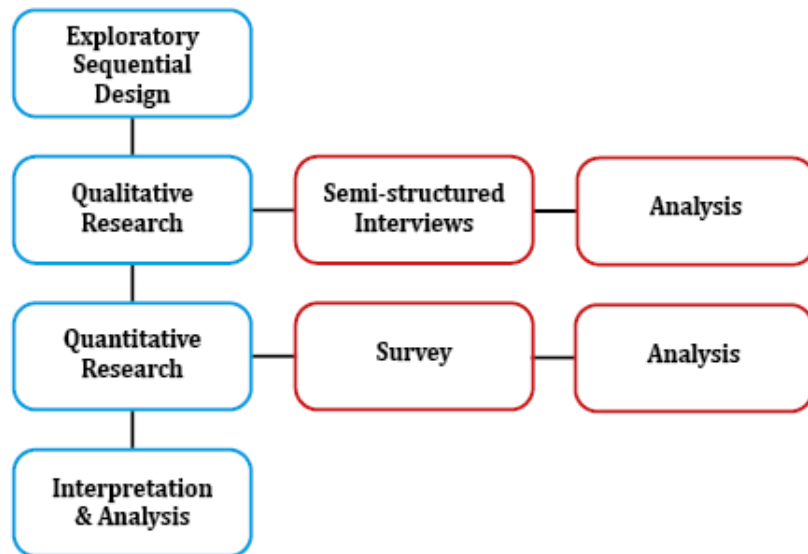 Exploratory
Sequential
Design
Qualitative
Research
Semi-structured
Interviews
Analysis
Quantitative
Research
Survey
Analysis
Interpretation
& Analysis